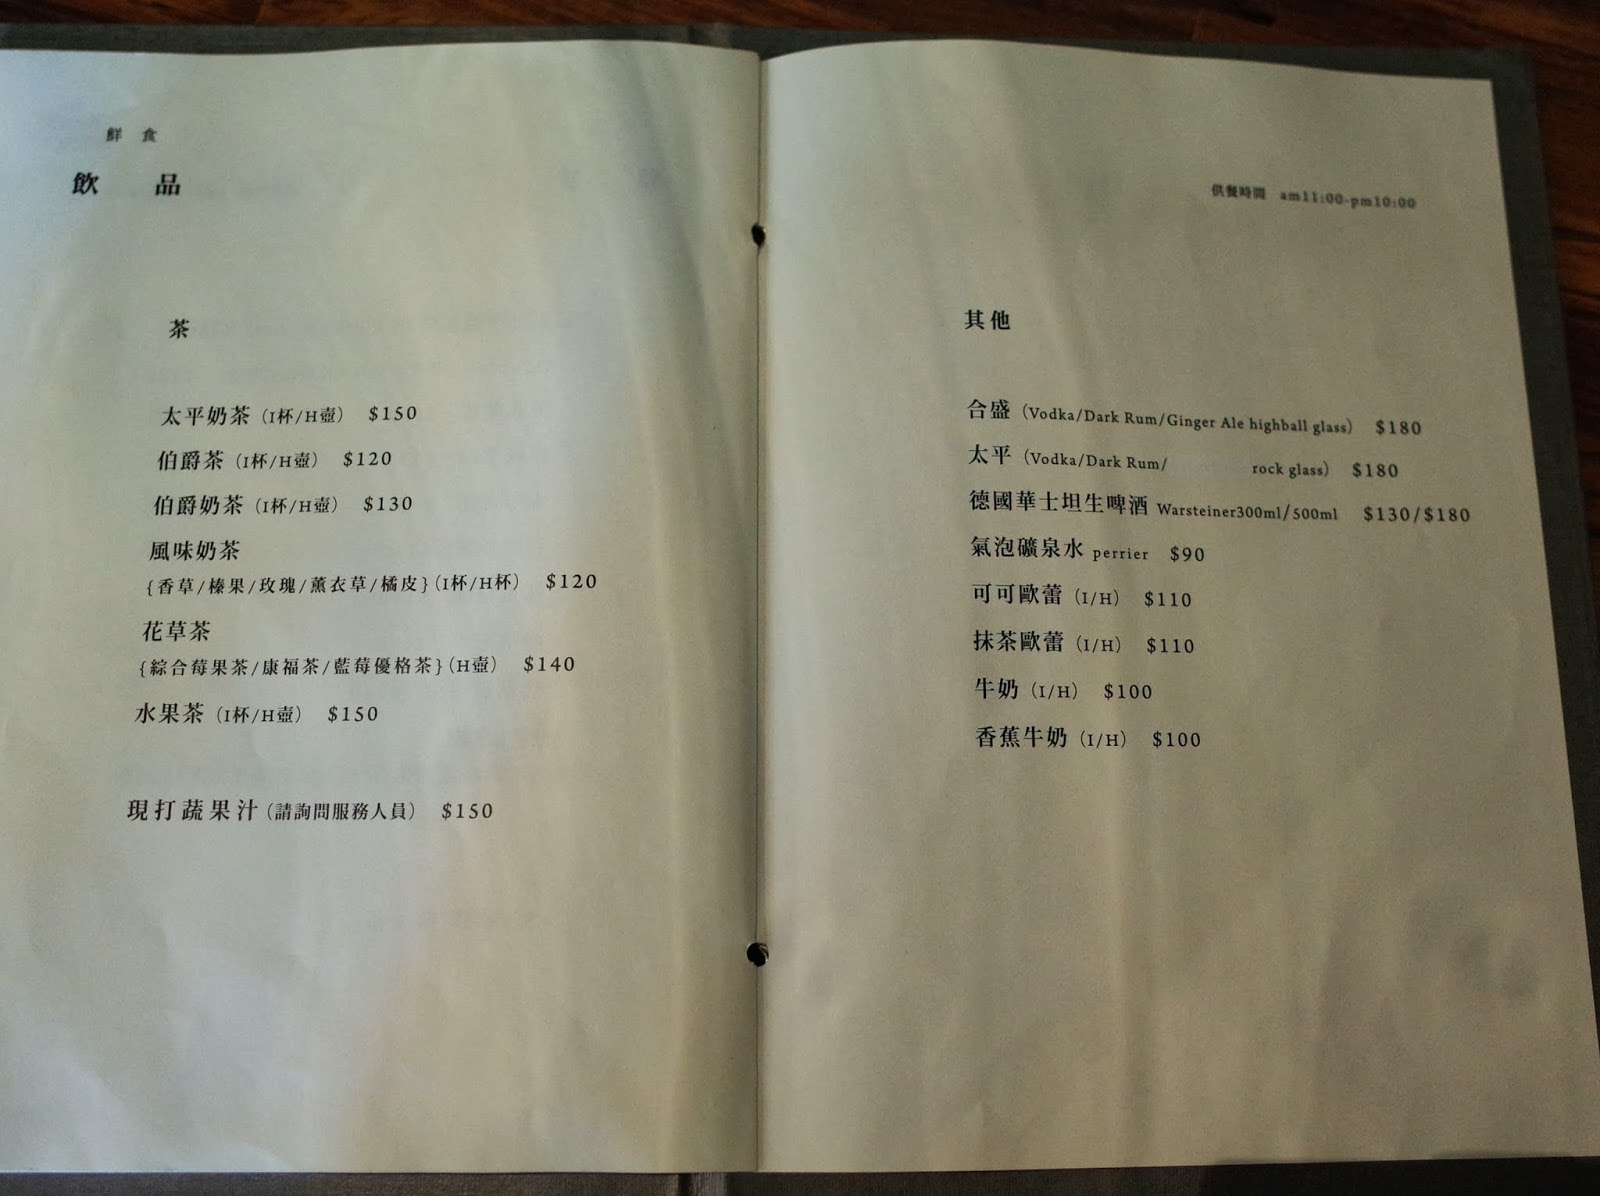 鮮食
飲品
茶
太平奶茶（I杯/H壺） $150
伯爵茶（I杯/H壺） $120
伯爵奶茶（I杯/H壺） $130
風味奶茶
{香草/榛果/玫瑰/薰衣草/橘皮}（I杯/H杯） $120
花草茶
{綜合莓果茶/康福茶/藍莓優格茶}（H壺） $140
水果茶（I杯/H壺） $150
現打蔬果汁（請詢問服務人員） $150
供餐時間 am11:00-pm10:00
其他
合盛（Vodka/Dark Rum/Ginger Ale highball glass） $180
太平（Vodka/Dark Rum/ rock glass） $180
德國華士坦生啤酒 Warsteiner300ml/500ml $130/$180
氣泡礦泉水 perrier $90
可可歐蕾（I/H） $110
抹茶歐蕾（I/H） $110
牛奶（I/H） $100
香蕉牛奶（I/H） $100